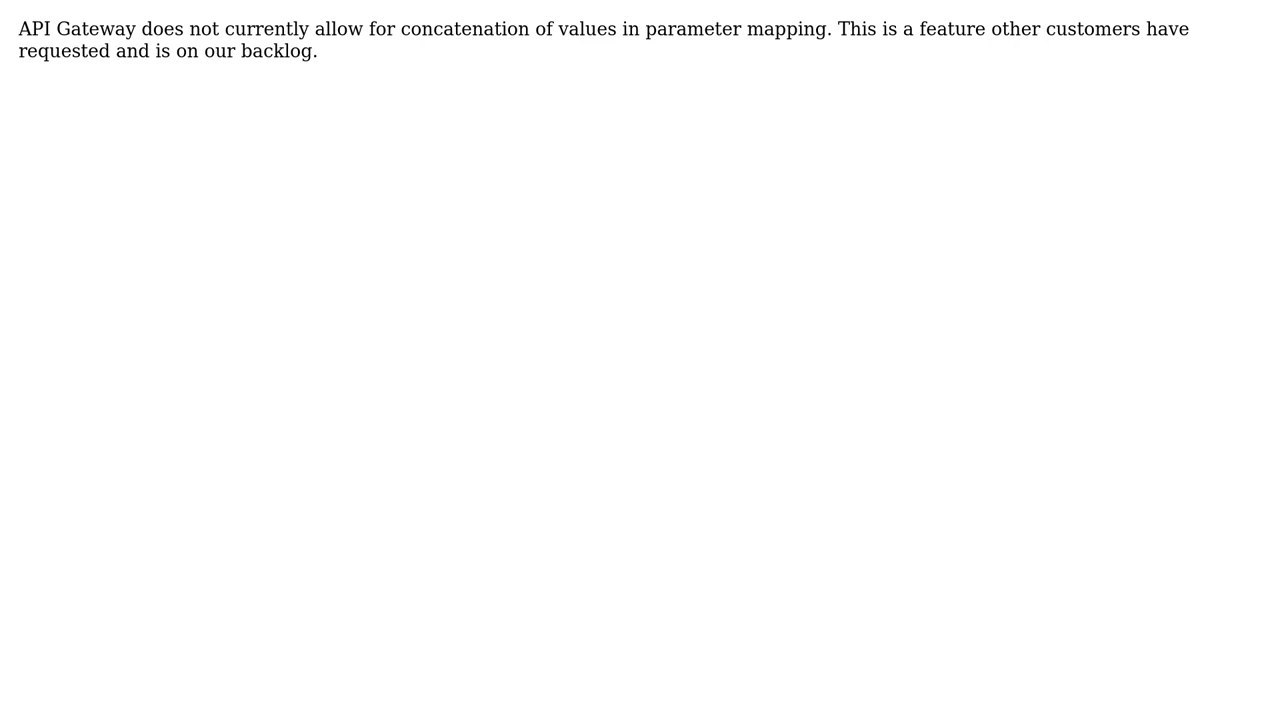 API Gateway does not currently allow for concatenation of values in parameter mapping. This is a feature other customers have
requested and is on our backlog.